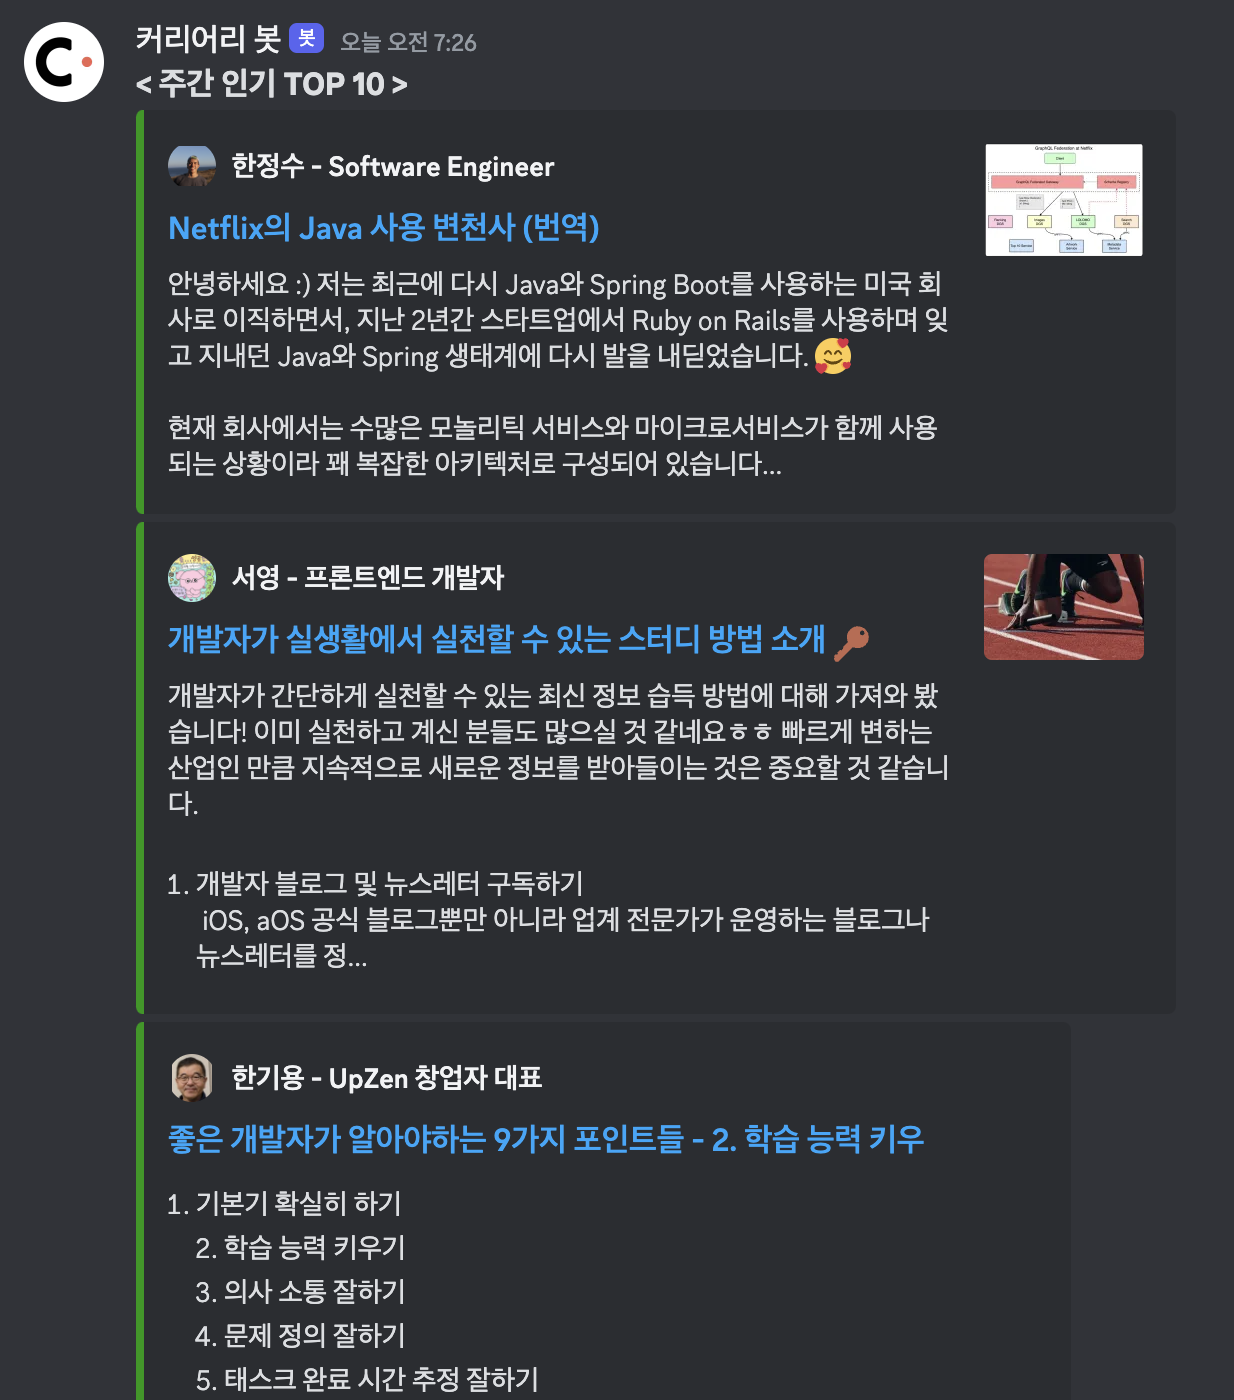 커리어리 봇 봇 오늘 오전 7:26
< 주간 인기 TOP 10 >
한정수 - Software Engineer
Netflix의 Java 사용 변천사 (번역)
안녕하세요 :) 저는 최근에 다시 Java와 Spring Boot를 사용하는 미국 회
사로 이직하면서, 지난 2년간 스타트업에서 Ruby on Rails를 사용하며 잊
고 지내던 Java와 Spring 생태계에 다시 발을 내딛었습니다. 🥰
현재 회사에서는 수많은 모놀리틱 서비스와 마이크로서비스가 함께 사용
되는 상황이라 꽤 복잡한 아키텍처로 구성되어 있습니다...
GraphQL Federation at Netflix
서영 - 프론트엔드 개발자
개발자가 실생활에서 실천할 수 있는 스터디 방법 소개 🔑
개발자가 간단하게 실천할 수 있는 최신 정보 습득 방법에 대해 가져와 봤
습니다! 이미 실천하고 계신 분들도 많으실 것 같네요ㅎㅎ 빠르게 변하는
산업인 만큼 지속적으로 새로운 정보를 받아들이는 것은 중요할 것 같습니
다.
1. 개발자 블로그 및 뉴스레터 구독하기
iOS, aOS 공식 블로그뿐만 아니라 업계 전문가가 운영하는 블로그나
뉴스레터를 정...
한기용 - UpZen 창업자 대표
좋은 개발자가 알아야하는 9가지 포인트들 - 2. 학습 능력 키우
1. 기본기 확실히 하기
2. 학습 능력 키우기
3. 의사 소통 잘하기
4. 문제 정의 잘하기
5. 태스크 완료 시간 추정 잘하기